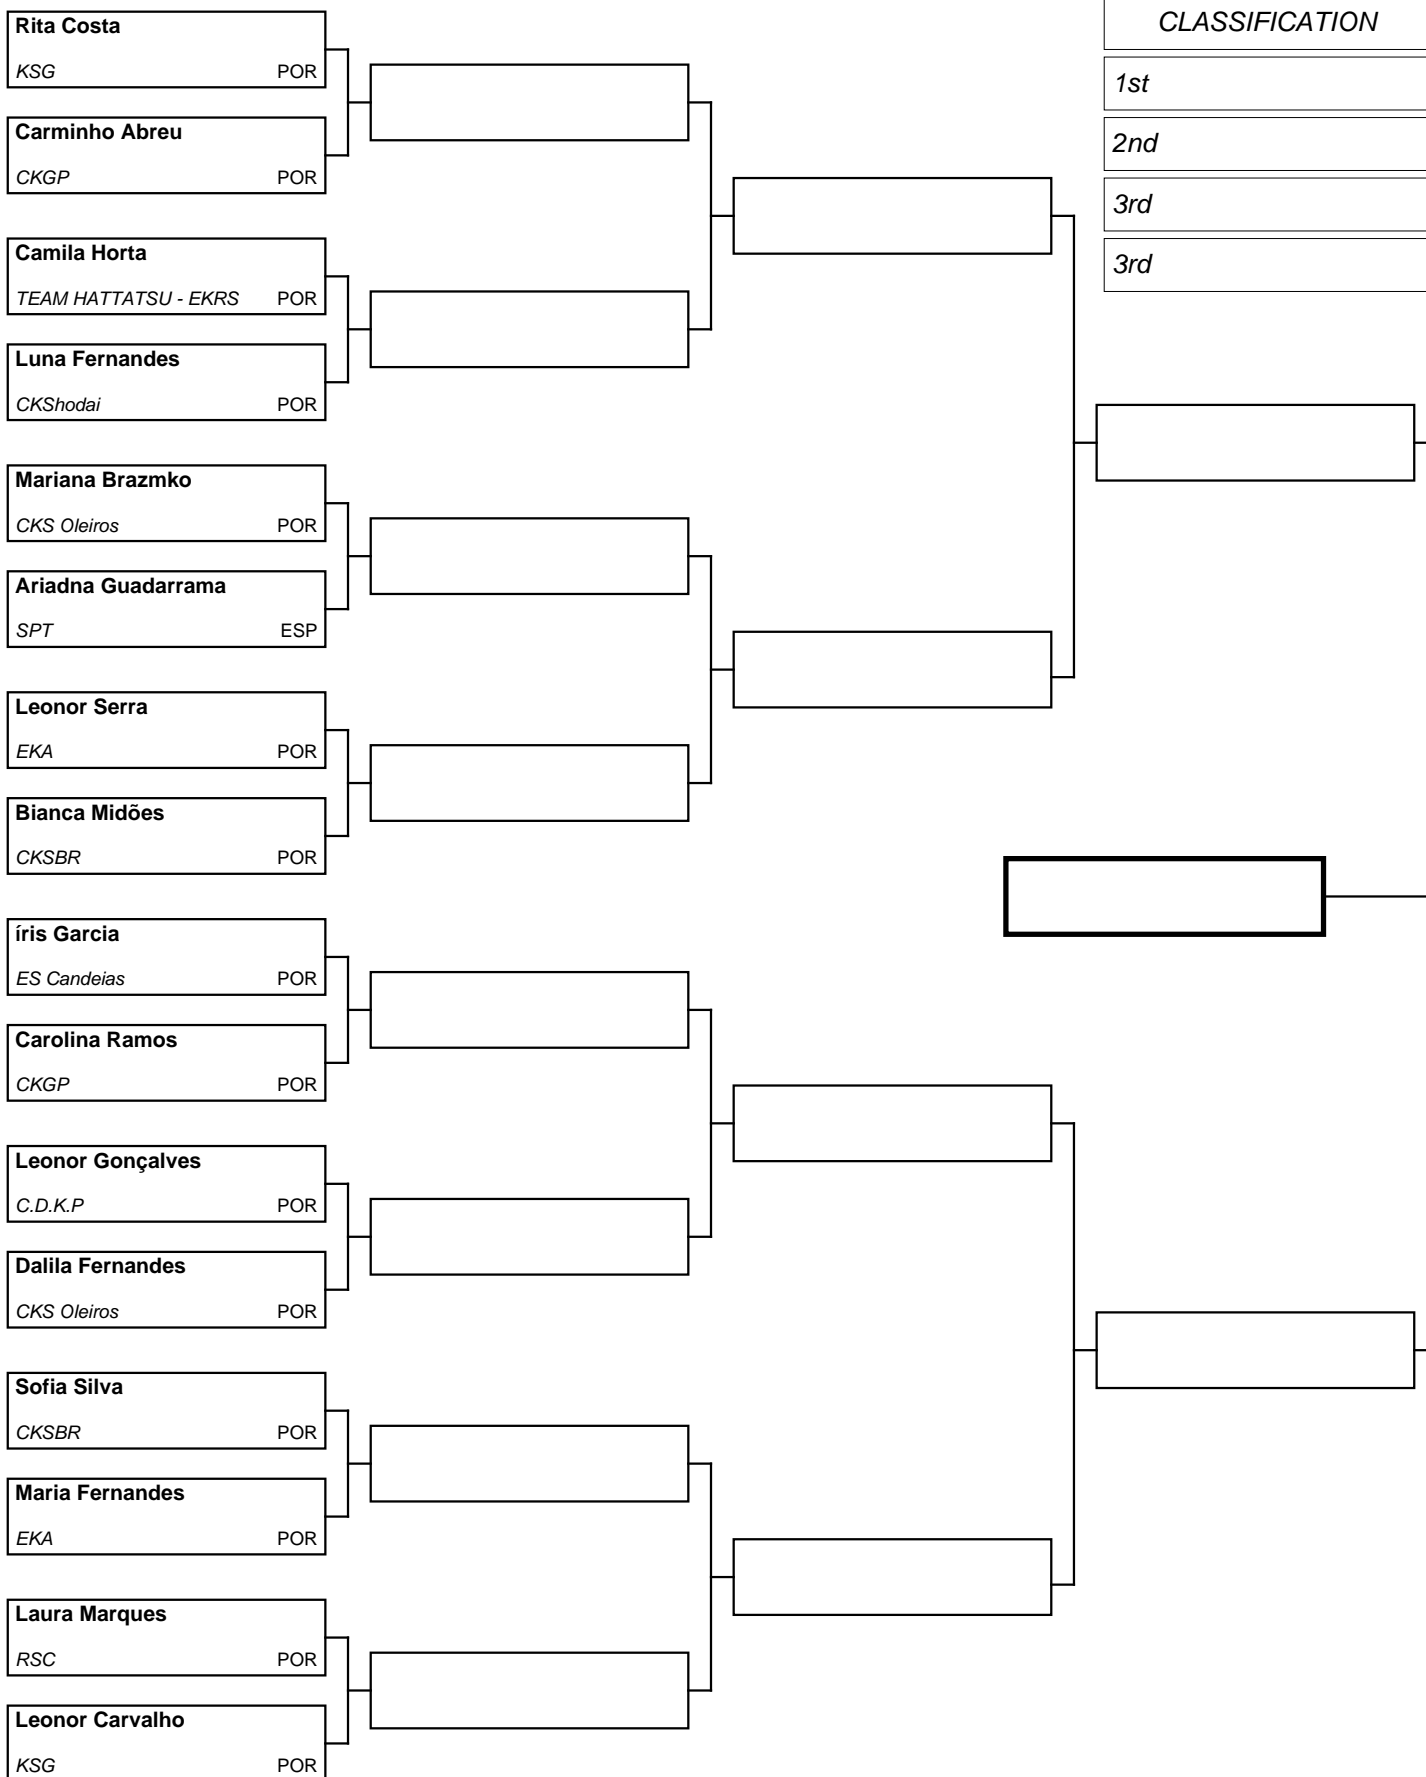 Rita Costa
KSG POR
Carminho Abreu
CKGP POR
Camila Horta
TEAM HATTATSU - EKRS POR
Luna Fernandes
CKShodai POR
Mariana Brazmko
CKS Oleiros POR
Ariadna Guadarrama
SPT ESP
Leonor Serra
EKA POR
Bianca Midões
CKSBR POR
íris Garcia
ES Candeias POR
Carolina Ramos
CKGP POR
Leonor Gonçalves
C.D.K.P POR
Dalila Fernandes
CKS Oleiros POR
Sofia Silva
CKSBR POR
Maria Fernandes
EKA POR
Laura Marques
RSC POR
Leonor Carvalho
KSG POR
CLASSIFICATION
1st
2nd
3rd
3rd